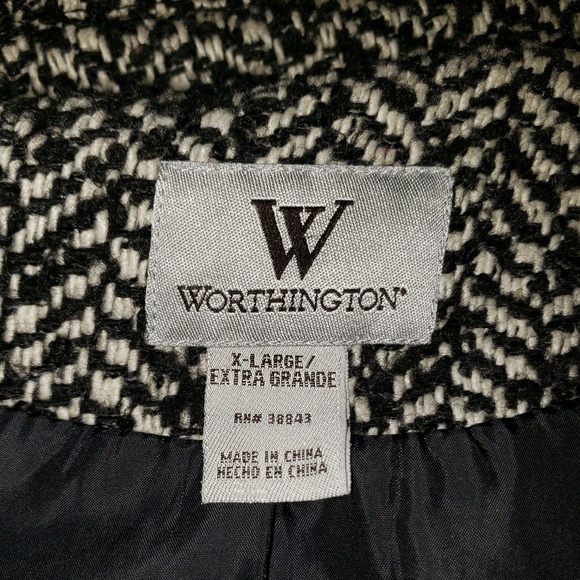 W
WORTHINGTON®
X-LARGE/
EXTRA GRANDE
RN# 38843
MADE IN CHINA
HECHO EN CHINA